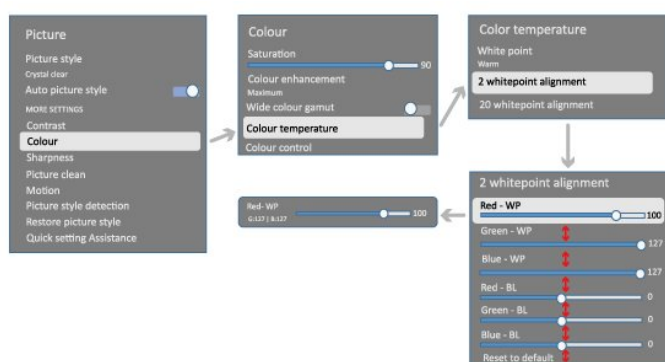 Picture
Picture style
Crystal clear
Auto picture style
MORE SETTINGS
Contrast
Colour
Sharpness
Picture clean
Motion
Picture style detection
Restore picture style
Quick setting Assistance
Colour
Saturation
90
Colour enhancement
Maximum
Wide colour gamut
Colour temperature
Colour control
Color temperature
White point
Warm
2 whitepoint alignment
20 whitepoint alignment
2 whitepoint alignment
Red - WP
100
Green - WP
127
Blue - WP
127
Red - BL
0
Green - BL
0
Blue - BL
0
Reset to default
Red- WP
G:127 | B:127
100